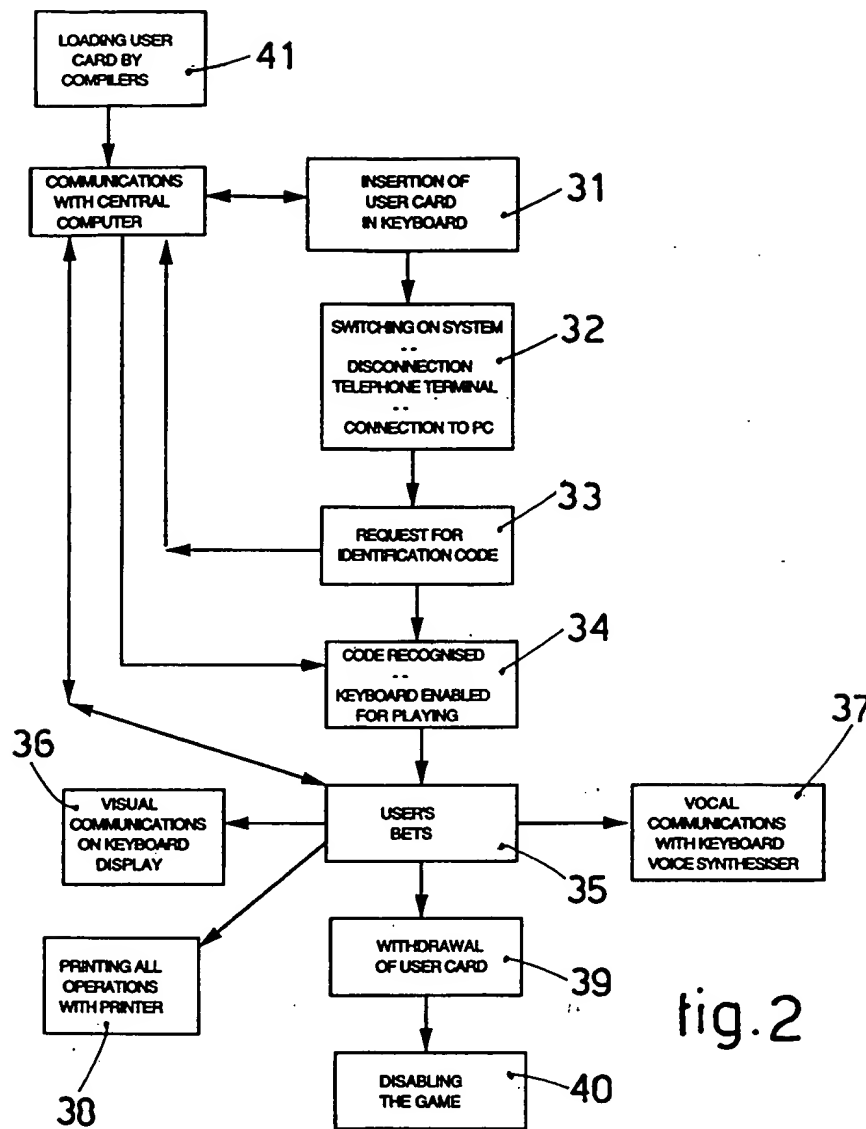 LOADING USER
CARD BY
COMPILERS
41
COMMUNICATIONS
WITH CENTRAL
COMPUTER
INSERTION OF
USER CARD
IN KEYBOARD
31
SWITCHING ON SYSTEM
--
DISCONNECTION
TELEPHONE TERMINAL
--
CONNECTION TO PC
32
REQUEST FOR
IDENTIFICATION CODE
33
CODE RECOGNISED
--
KEYBOARD ENABLED
FOR PLAYING
34
36
VISUAL
COMMUNICATIONS
ON KEYBOARD
DISPLAY
USER'S
BETS
35
37
VOCAL
COMMUNICATIONS
WITH KEYBOARD
VOICE SYNTHESISER
PRINTING ALL
OPERATIONS
WITH PRINTER
38
WITHDRAWAL
OF USER CARD
39
DISABLING
THE GAME
40
fig.2